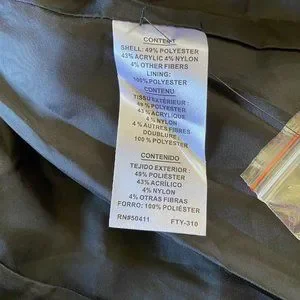 CONTENT
SHELL: 49% POLYESTER
43% ACRYLIC 4% NYLON
4% OTHER FIBERS
LINING:
100% POLYESTER
CONTENU
TISSU EXTÉRIEUR :
49% POLYESTER
43% ACRYLIQUE
4% NYLON
4 % AUTRES FIBRES
DOUBLURE :
100 % POLYESTER
CONTENIDO
TEJIDO EXTERIOR :
49% POLIÉSTER
43% ACRÍLICO
4% NYLON
4% OTRAS FIBRAS
FORRO: 100% POLIÉSTER
RN#50411 FTY-310